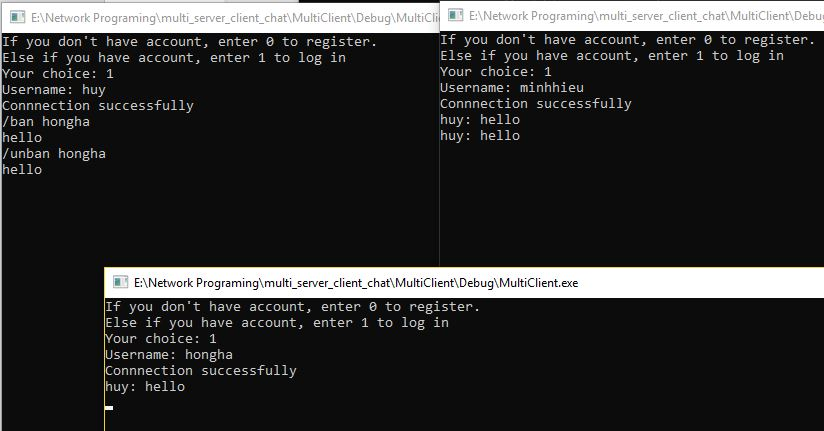 E:\Network Programing\multi_server_client_chat\MultiClient\Debug\MultiCl
If you don't have account, enter 0 to register.
Else if you have account, enter 1 to log in
Your choice: 1
Username: huy
Connnection successfully
/ban hongha
hello
/unban hongha
hello
E:\Network Programing\multi_server_client_chat\MultiClient\Debug
If you don't have account, enter 0 to register.
Else if you have account, enter 1 to log in
Your choice: 1
Username: minhhieu
Connnection successfully
huy: hello
huy: hello
E:\Network Programing\multi_server_client_chat\MultiClient\Debug\MultiClient.exe
If you don't have account, enter 0 to register.
Else if you have account, enter 1 to log in
Your choice: 1
Username: hongha
Connnection successfully
huy: hello